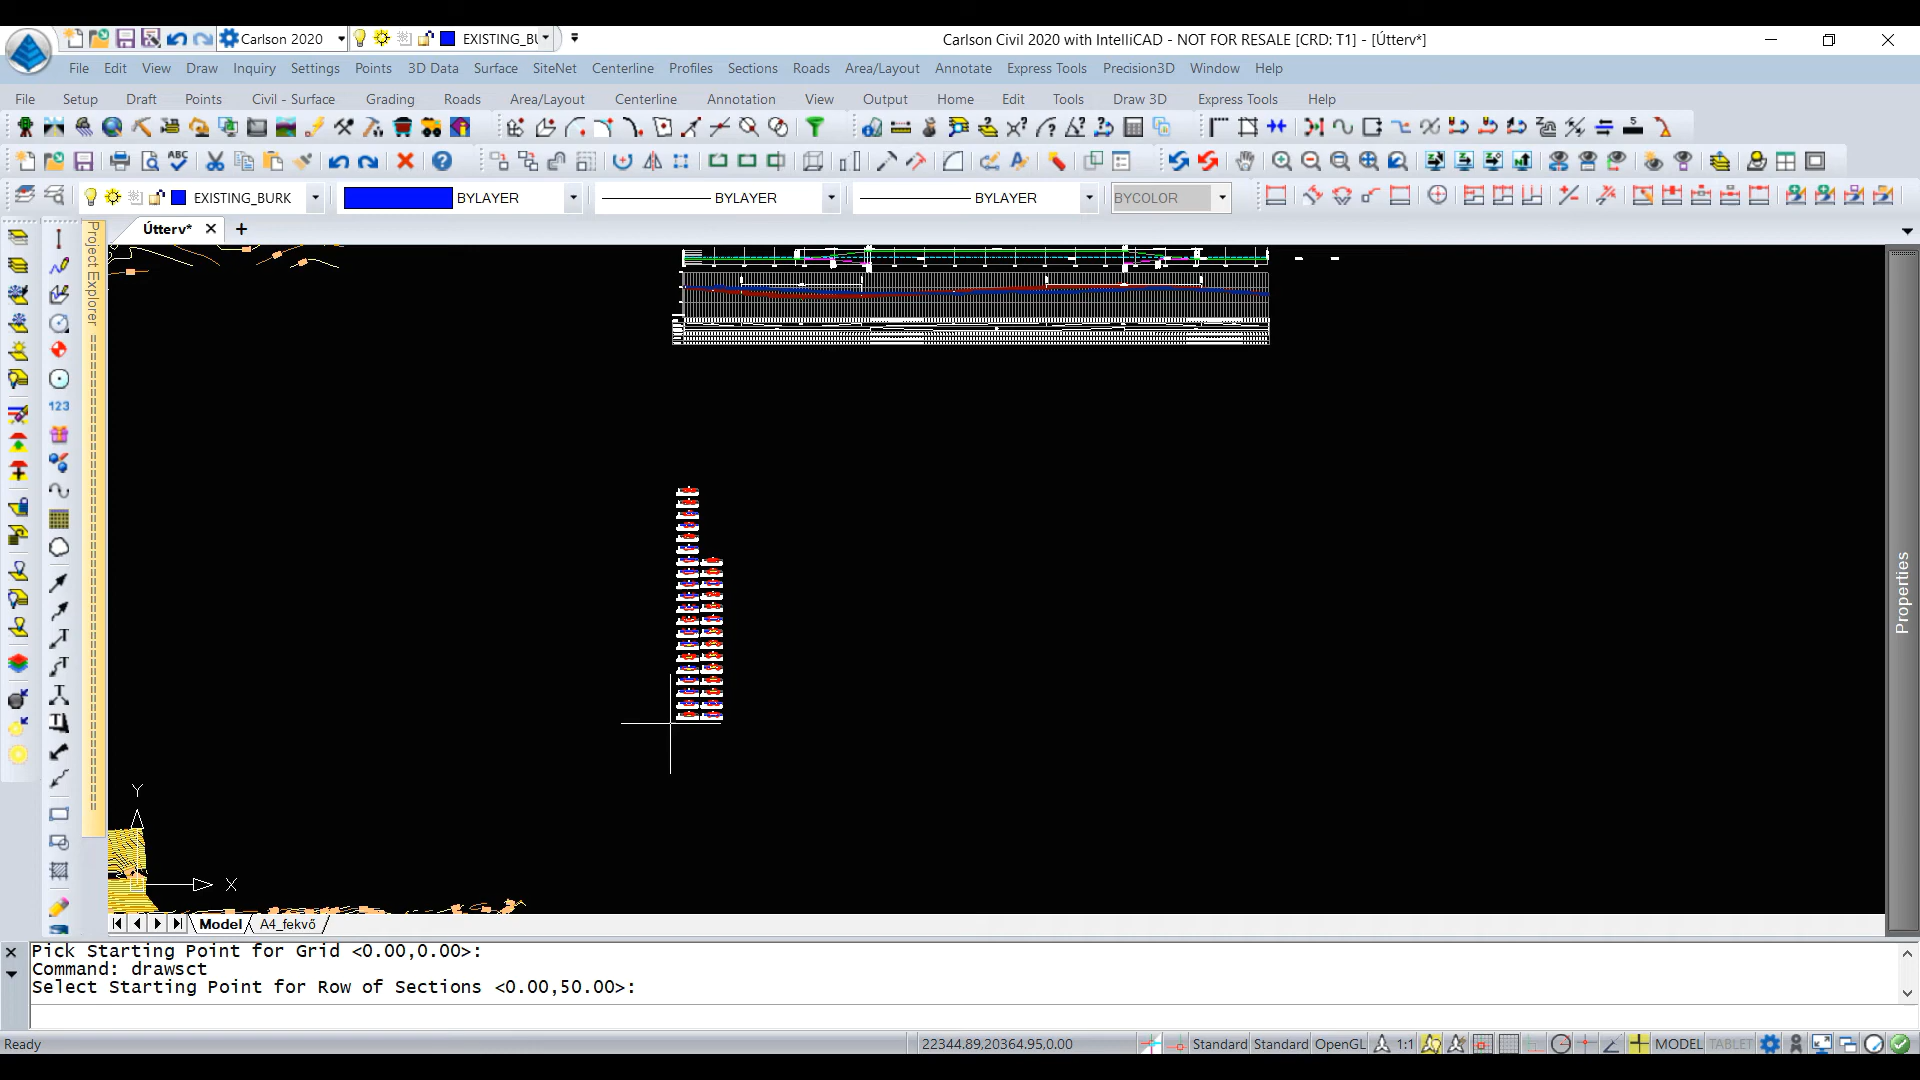 Carlson 2020
EXISTING_BU
Carlson Civil 2020 with IntelliCAD - NOT FOR RESALE [CRD: T1] - [Útterv*]
File Edit View Draw Inquiry Settings Points 3D Data Surface SiteNet Centerline Profiles Sections Roads Area/Layout Annotate Express Tools Precision3D Window Help
File Setup Draft Points Civil - Surface Grading Roads Area/Layout Centerline Annotation View Output Home Edit Tools Draw 3D Express Tools Help
EXISTING_BURK BYLAYER BYLAYER BYLAYER BYCOLOR
Útterv*
Project Explorer
123
Properties
Y
X
Model A4_fekvő
Pick Starting Point for Grid <0.00,0.00>:
Command: drawsct
Select Starting Point for Row of Sections <0.00,50.00>:
Ready 22344.89,20364.95,0.00 Standard Standard OpenGL 1:1 MODEL TABLET